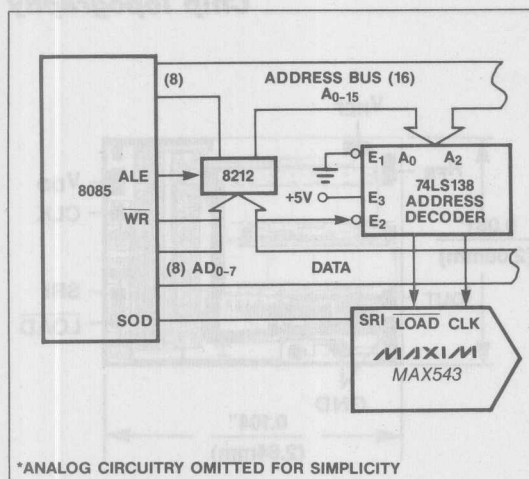 (8)
ADDRESS BUS (16)
A0-15
8085
ALE
8212
WR
E1 A0 A2
+5V
E3
E2
74LS138
ADDRESS
DECODER
(8) AD0-7
DATA
SOD
SRI LOAD CLK
MAXIM
MAX543
*ANALOG CIRCUITRY OMITTED FOR SIMPLICITY